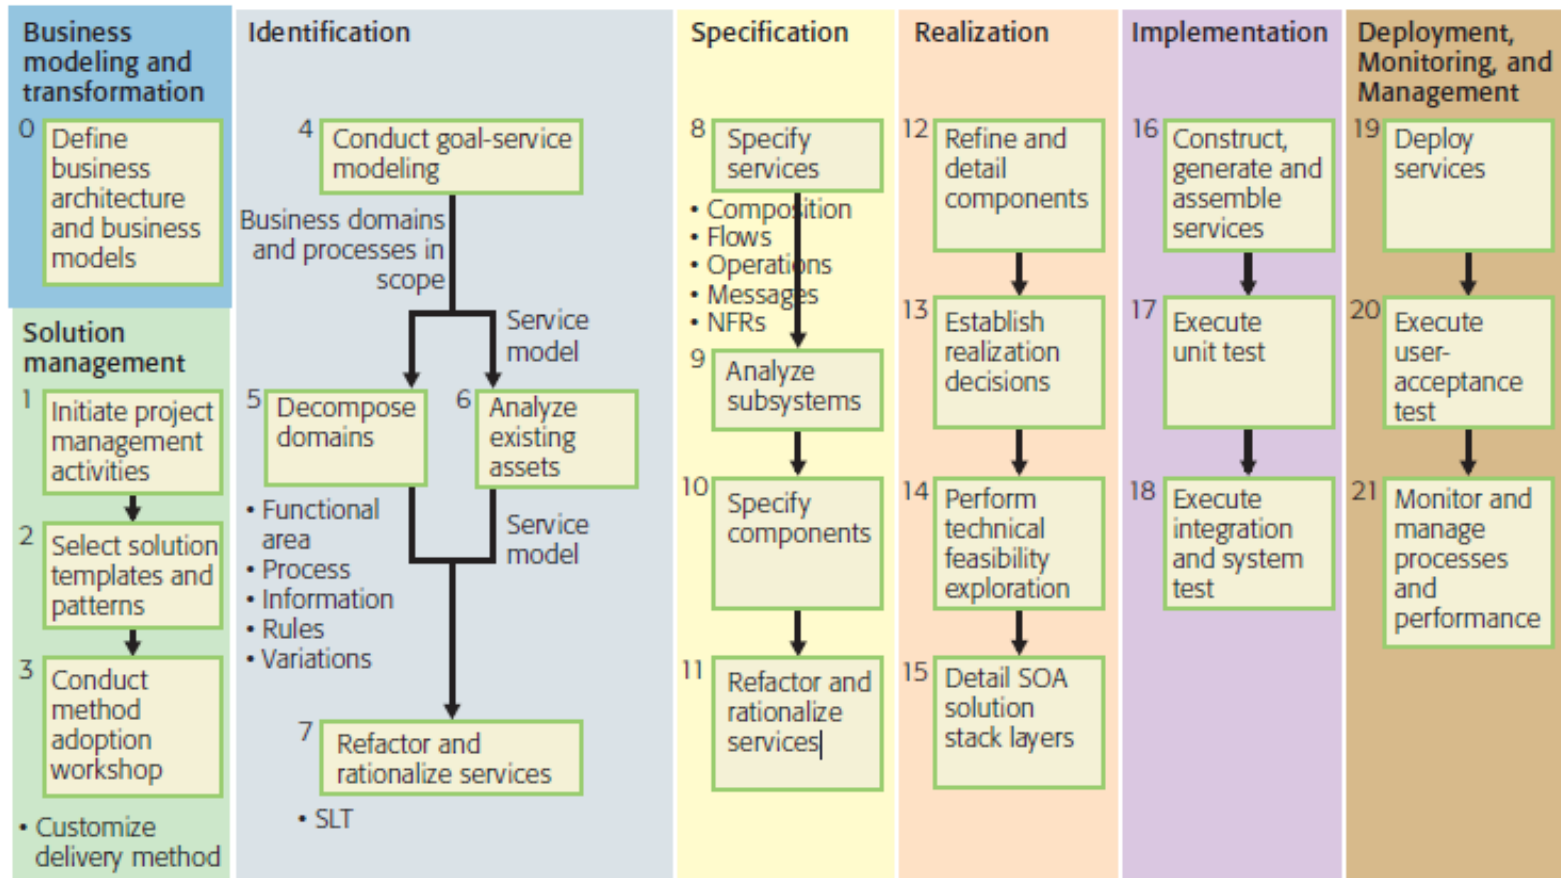 Business
modeling and
transformation
0
Define
business
architecture
and business
models
Solution
management
1
Initiate project
management
activities
2
Select solution
templates and
patterns
3
Conduct
method
adoption
workshop
• Customize
delivery method
Identification
4
Conduct goal-service
modeling
Business domains
and processes in
scope
Service
model
5
Decompose
domains
6
Analyze
existing
assets
• Functional
area
• Process
• Information
• Rules
• Variations
Service
model
7
Refactor and
rationalize services
• SLT
Specification
8
Specify
services
• Composition
• Flows
• Operations
• Messages
• NFRs
9
Analyze
subsystems
10
Specify
components
11
Refactor and
rationalize
services
Realization
12
Refine and
detail
components
13
Establish
realization
decisions
14
Perform
technical
feasibility
exploration
15
Detail SOA
solution
stack layers
Implementation
16
Construct,
generate and
assemble
services
17
Execute
unit test
18
Execute
integration
and system
test
Deployment,
Monitoring, and
Management
19
Deploy
services
20
Execute
user-
acceptance
test
21
Monitor and
manage
processes
and
performance